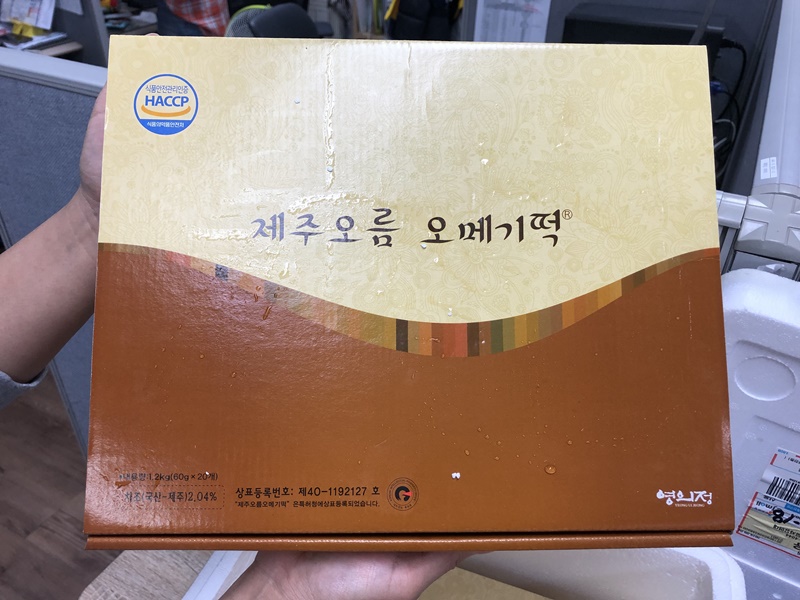 식품안전관리인증
HACCP
식품의약품안전처
제주오름 오메기떡®
내용량 1.2kg(60g×20개)
차조(국산-제주)2.04%
상표등록번호: 제40-1192127 호
"제주오름오메기떡" 은특허청에상표등록되었습니다.
영의정